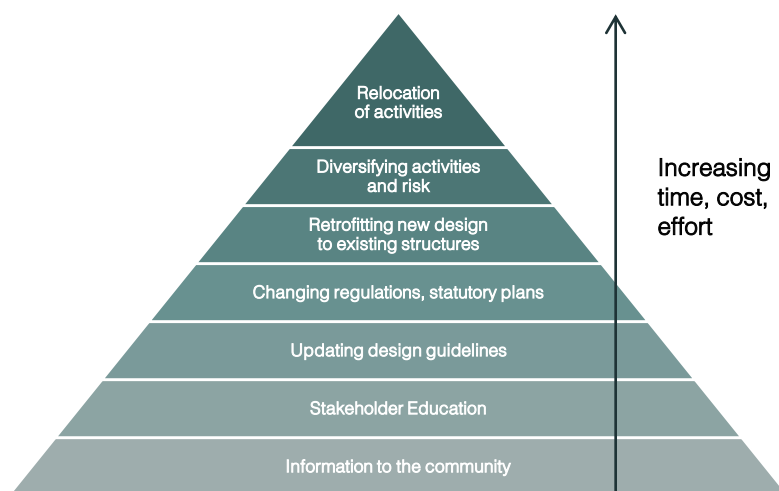 Relocation
of activities
Diversifying activities
and risk
Retrofitting new design
to existing structures
Changing regulations, statutory plans
Updating design guidelines
Stakeholder Education
Information to the community
Increasing
time, cost,
effort